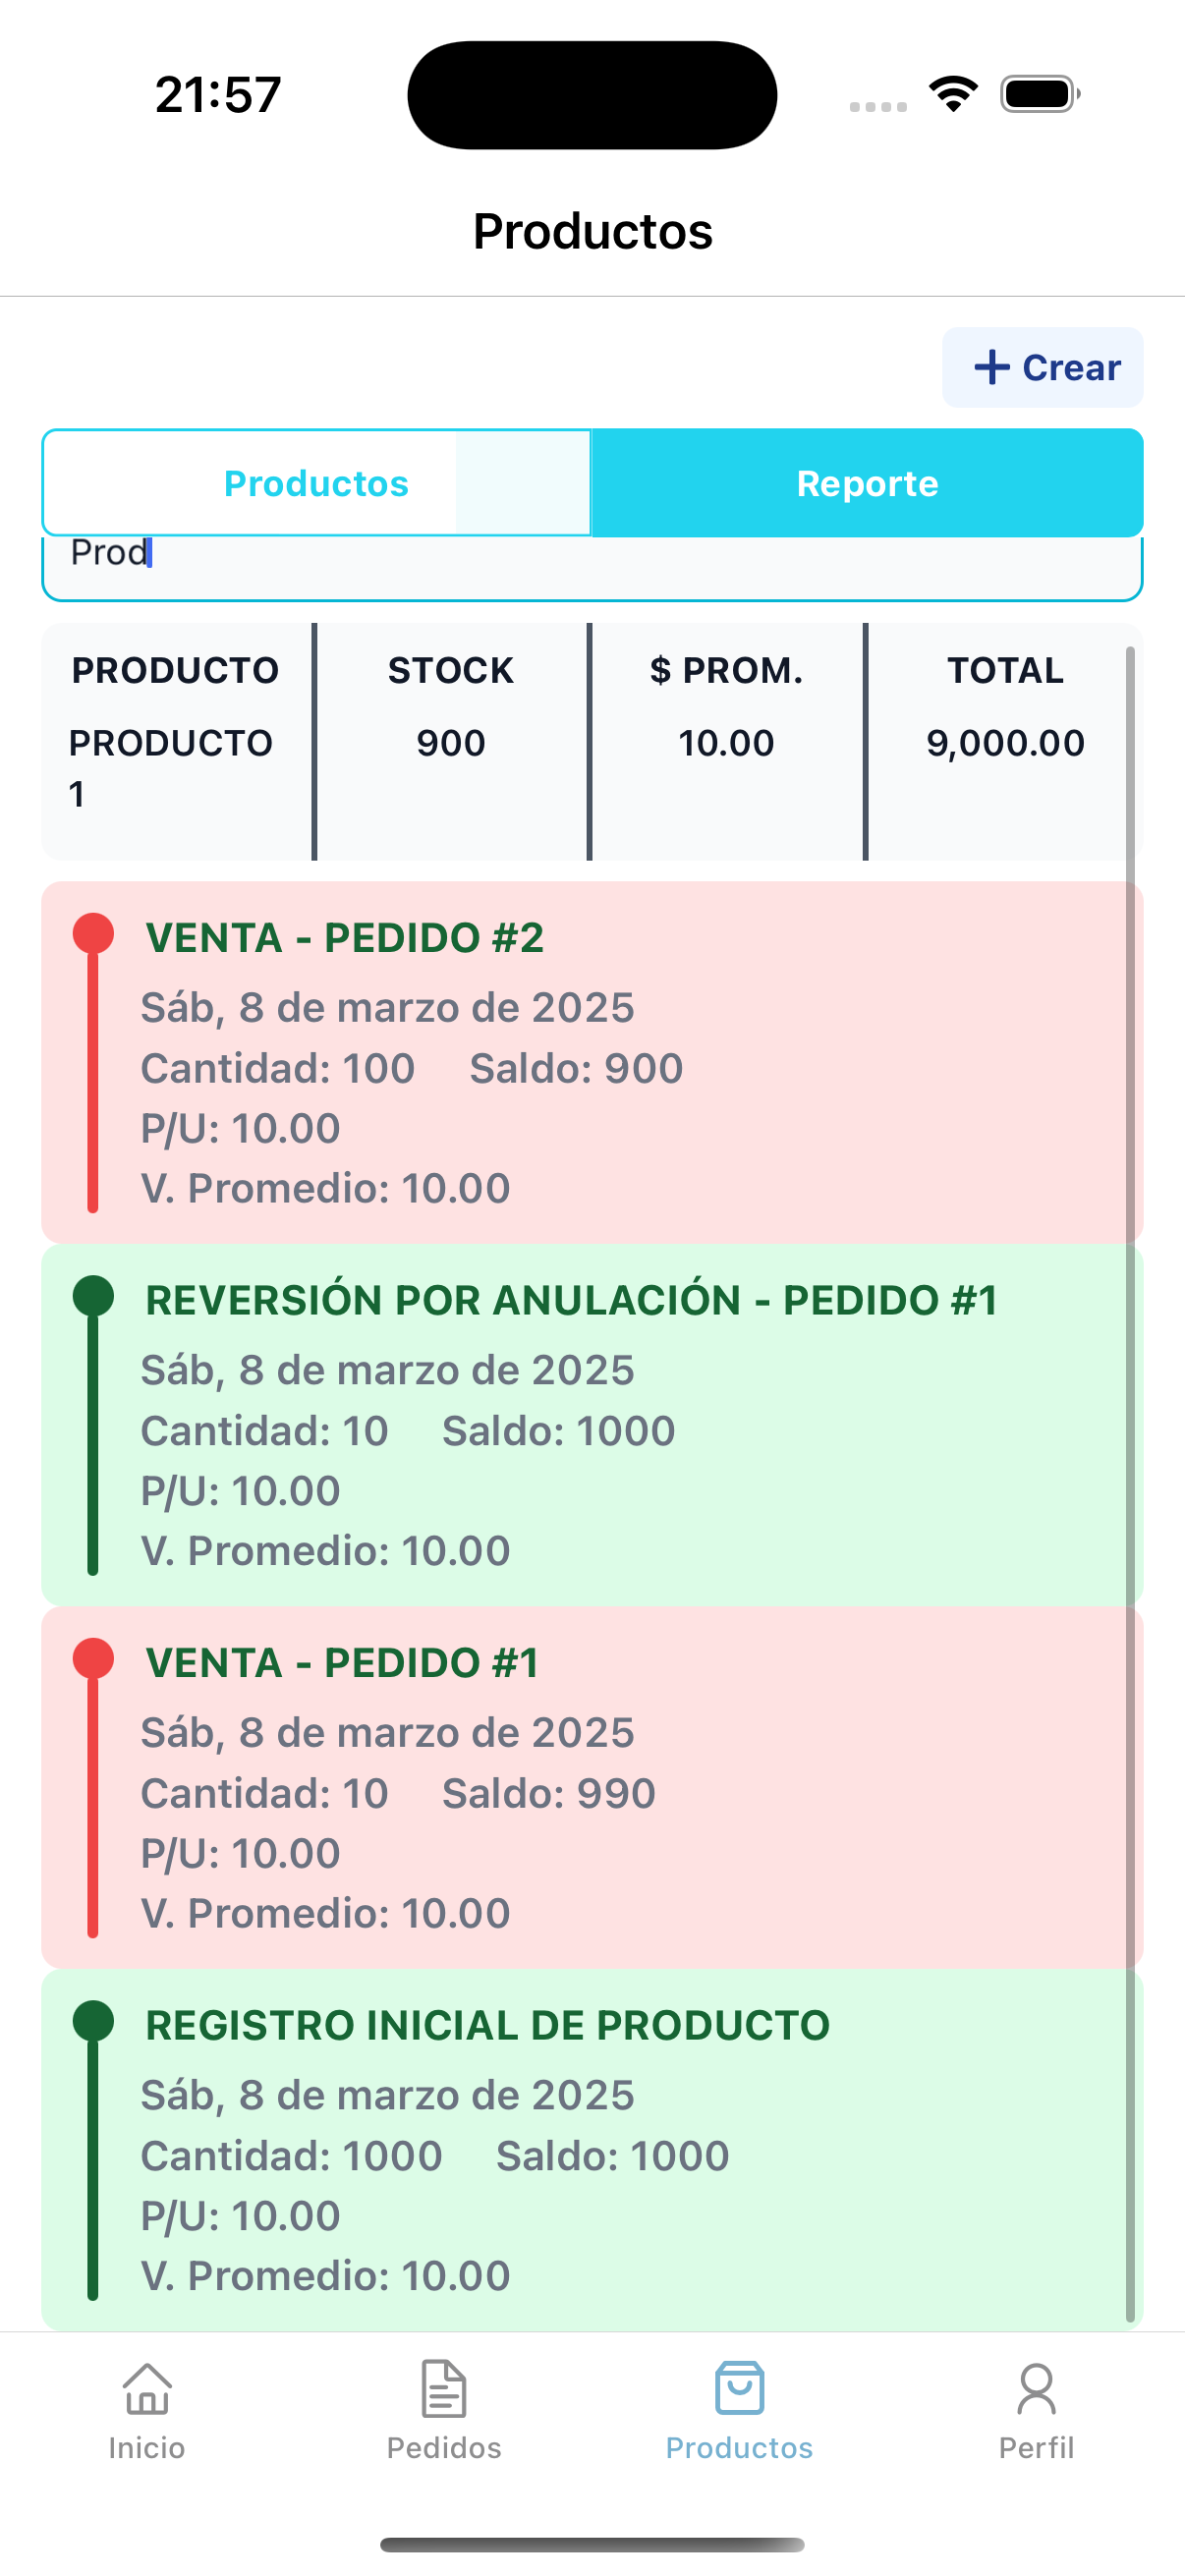 21:57
Productos
+ Crear
Productos
Reporte
Prod
PRODUCTO STOCK $ PROM. TOTAL
PRODUCTO 900 10.00 9,000.00
1
VENTA - PEDIDO #2
Sáb, 8 de marzo de 2025
Cantidad: 100 Saldo: 900
P/U: 10.00
V. Promedio: 10.00
REVERSIÓN POR ANULACIÓN - PEDIDO #1
Sáb, 8 de marzo de 2025
Cantidad: 10 Saldo: 1000
P/U: 10.00
V. Promedio: 10.00
VENTA - PEDIDO #1
Sáb, 8 de marzo de 2025
Cantidad: 10 Saldo: 990
P/U: 10.00
V. Promedio: 10.00
REGISTRO INICIAL DE PRODUCTO
Sáb, 8 de marzo de 2025
Cantidad: 1000 Saldo: 1000
P/U: 10.00
V. Promedio: 10.00
Inicio
Pedidos
Productos
Perfil